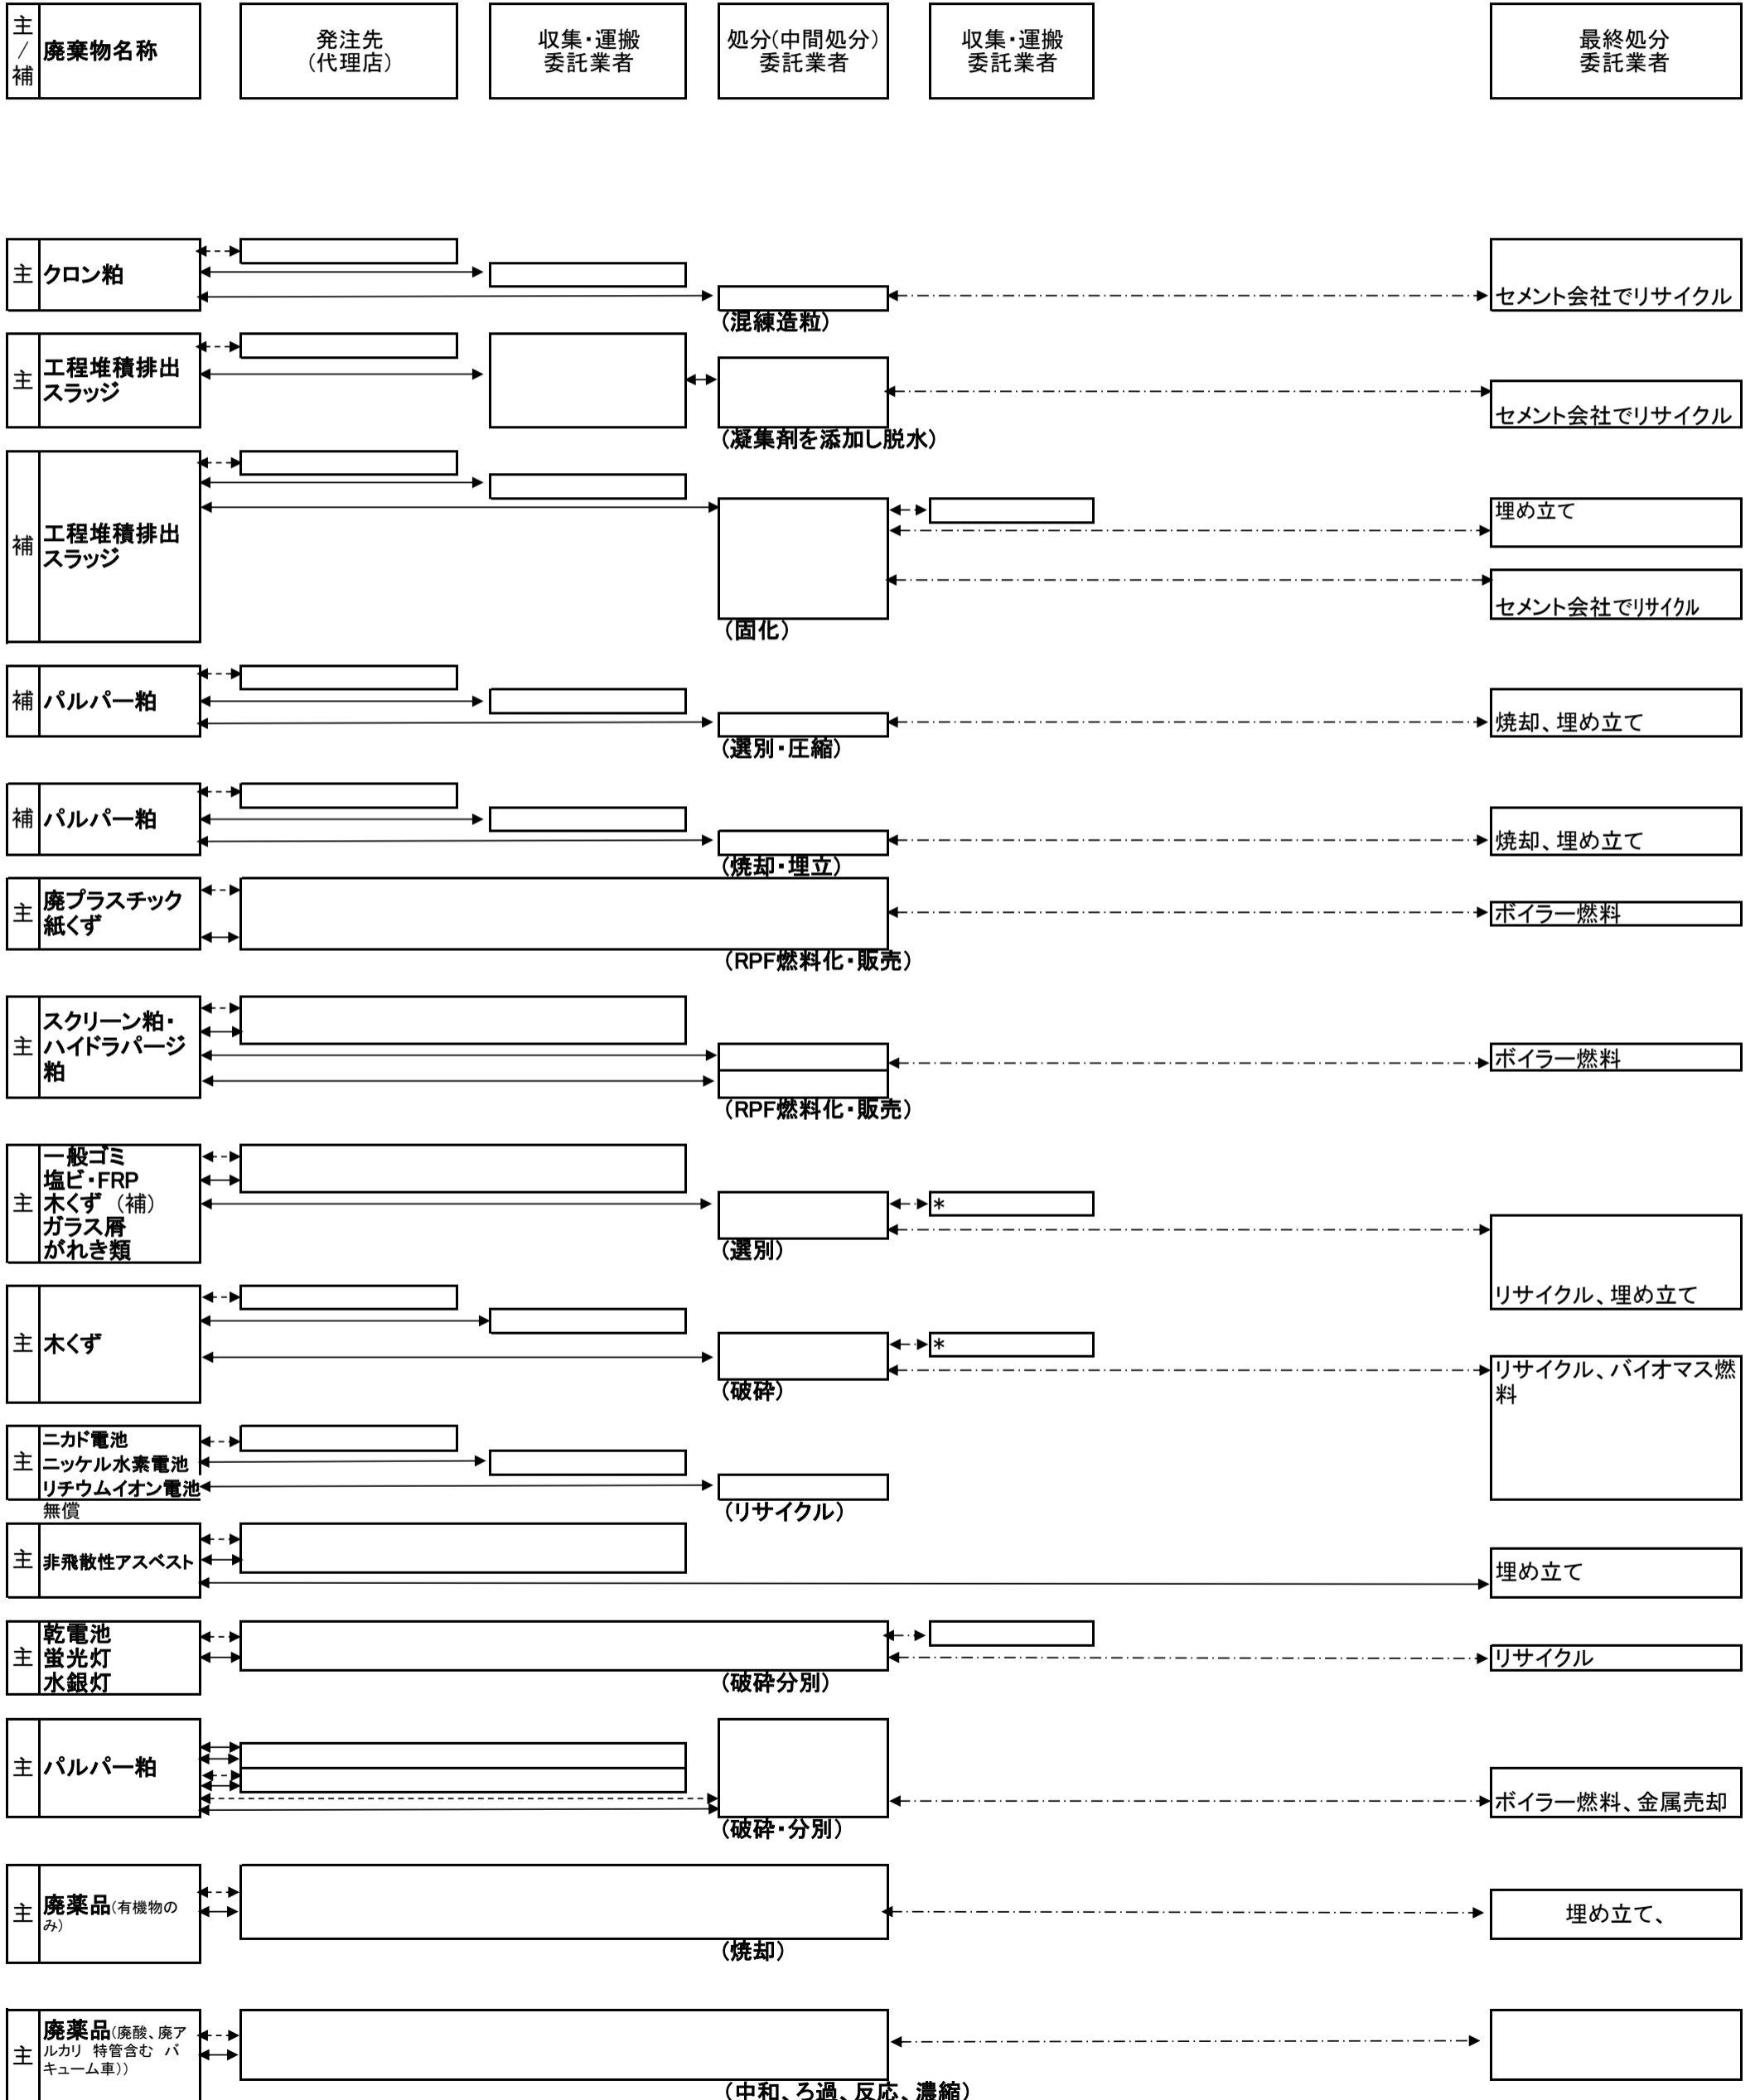 主
/
補
廃棄物名称
発注先
（代理店）
収集・運搬
委託業者
処分(中間処分)
委託業者
収集・運搬
委託業者
最終処分
委託業者
主
クロン粕
セメント会社でリサイクル
（混練造粒）
主
工程堆積排出
スラッジ
セメント会社でリサイクル
（凝集剤を添加し脱水）
補
工程堆積排出
スラッジ
埋め立て
セメント会社でリサイクル
（固化）
補
パルパー粕
焼却、埋め立て
（選別・圧縮）
補
パルパー粕
焼却、埋め立て
（焼却・埋立）
主
廃プラスチック
紙くず
ボイラー燃料
（RPF燃料化・販売）
主
スクリーン粕・
ハイドラパージ
粕
ボイラー燃料
（RPF燃料化・販売）
主
一般ゴミ
塩ビ・FRP
木くず（補）
ガラス屑
がれき類
*
（選別）
リサイクル、埋め立て
主
木くず
*
（破砕）
リサイクル、バイオマス燃
料
主
ニカド電池
ニッケル水素電池
リチウムイオン電池
無償
（リサイクル）
主
非飛散性アスベスト
埋め立て
主
乾電池
蛍光灯
水銀灯
リサイクル
（破砕分別）
主
パルパー粕
ボイラー燃料、金属売却
（破砕・分別）
主
廃薬品(有機物の
み)
埋め立て、
（焼却）
主
廃薬品(廃酸、廃ア
ルカリ　特管含む　バ
キューム車))
（中和、ろ過、反応、濃縮）